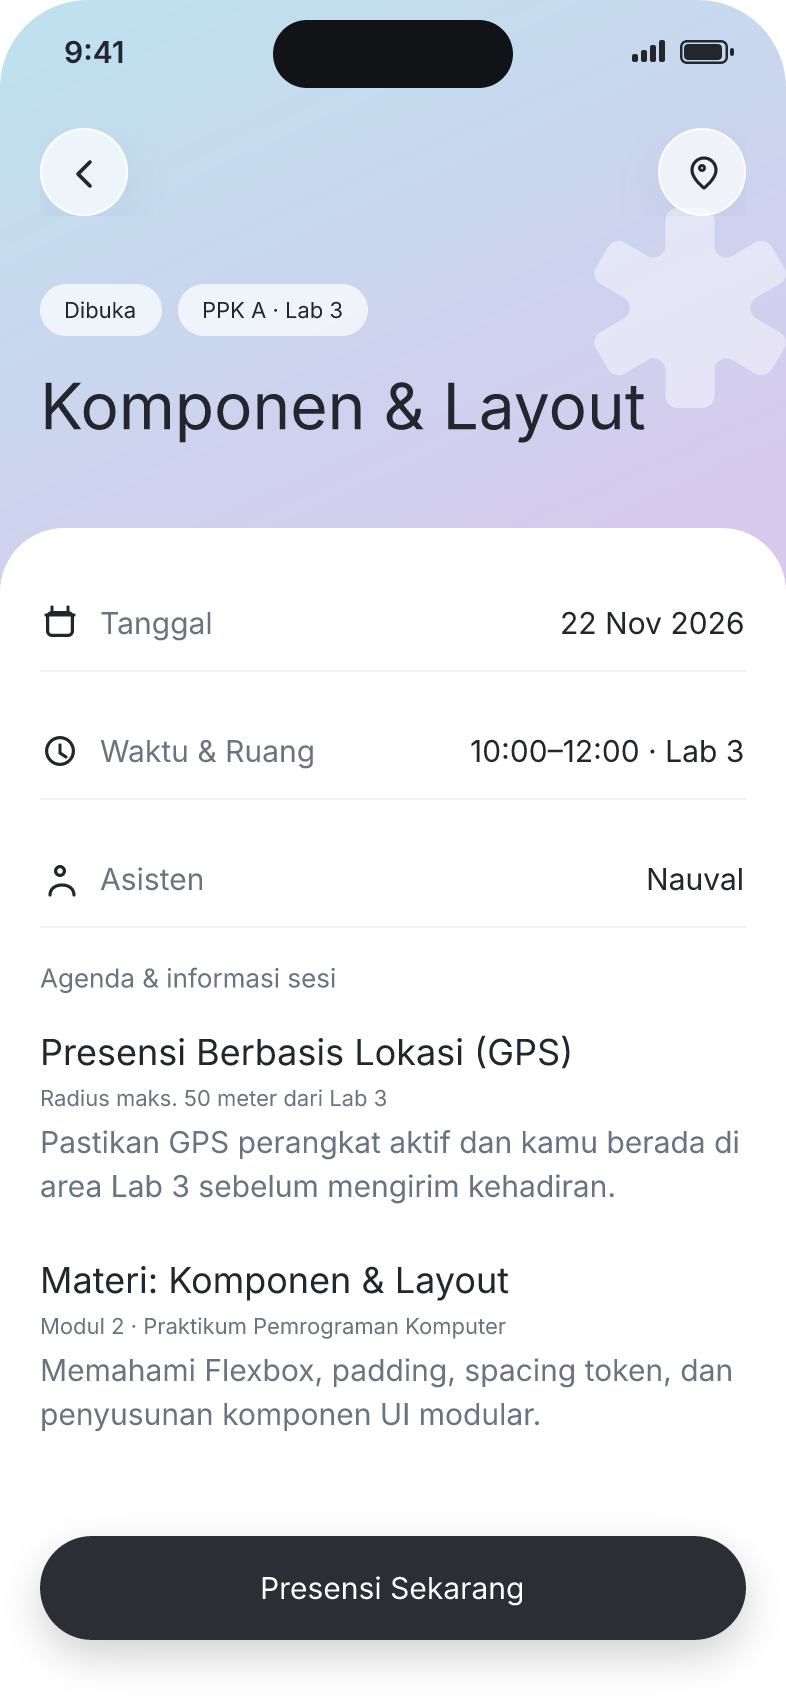 9:41
Dibuka
PPK A · Lab 3
Komponen & Layout
Tanggal
22 Nov 2026
Waktu & Ruang
10:00–12:00 · Lab 3
Asisten
Nauval
Agenda & informasi sesi
Presensi Berbasis Lokasi (GPS)
Radius maks. 50 meter dari Lab 3
Pastikan GPS perangkat aktif dan kamu berada di
area Lab 3 sebelum mengirim kehadiran.
Materi: Komponen & Layout
Modul 2 · Praktikum Pemrograman Komputer
Memahami Flexbox, padding, spacing token, dan
penyusunan komponen UI modular.
Presensi Sekarang